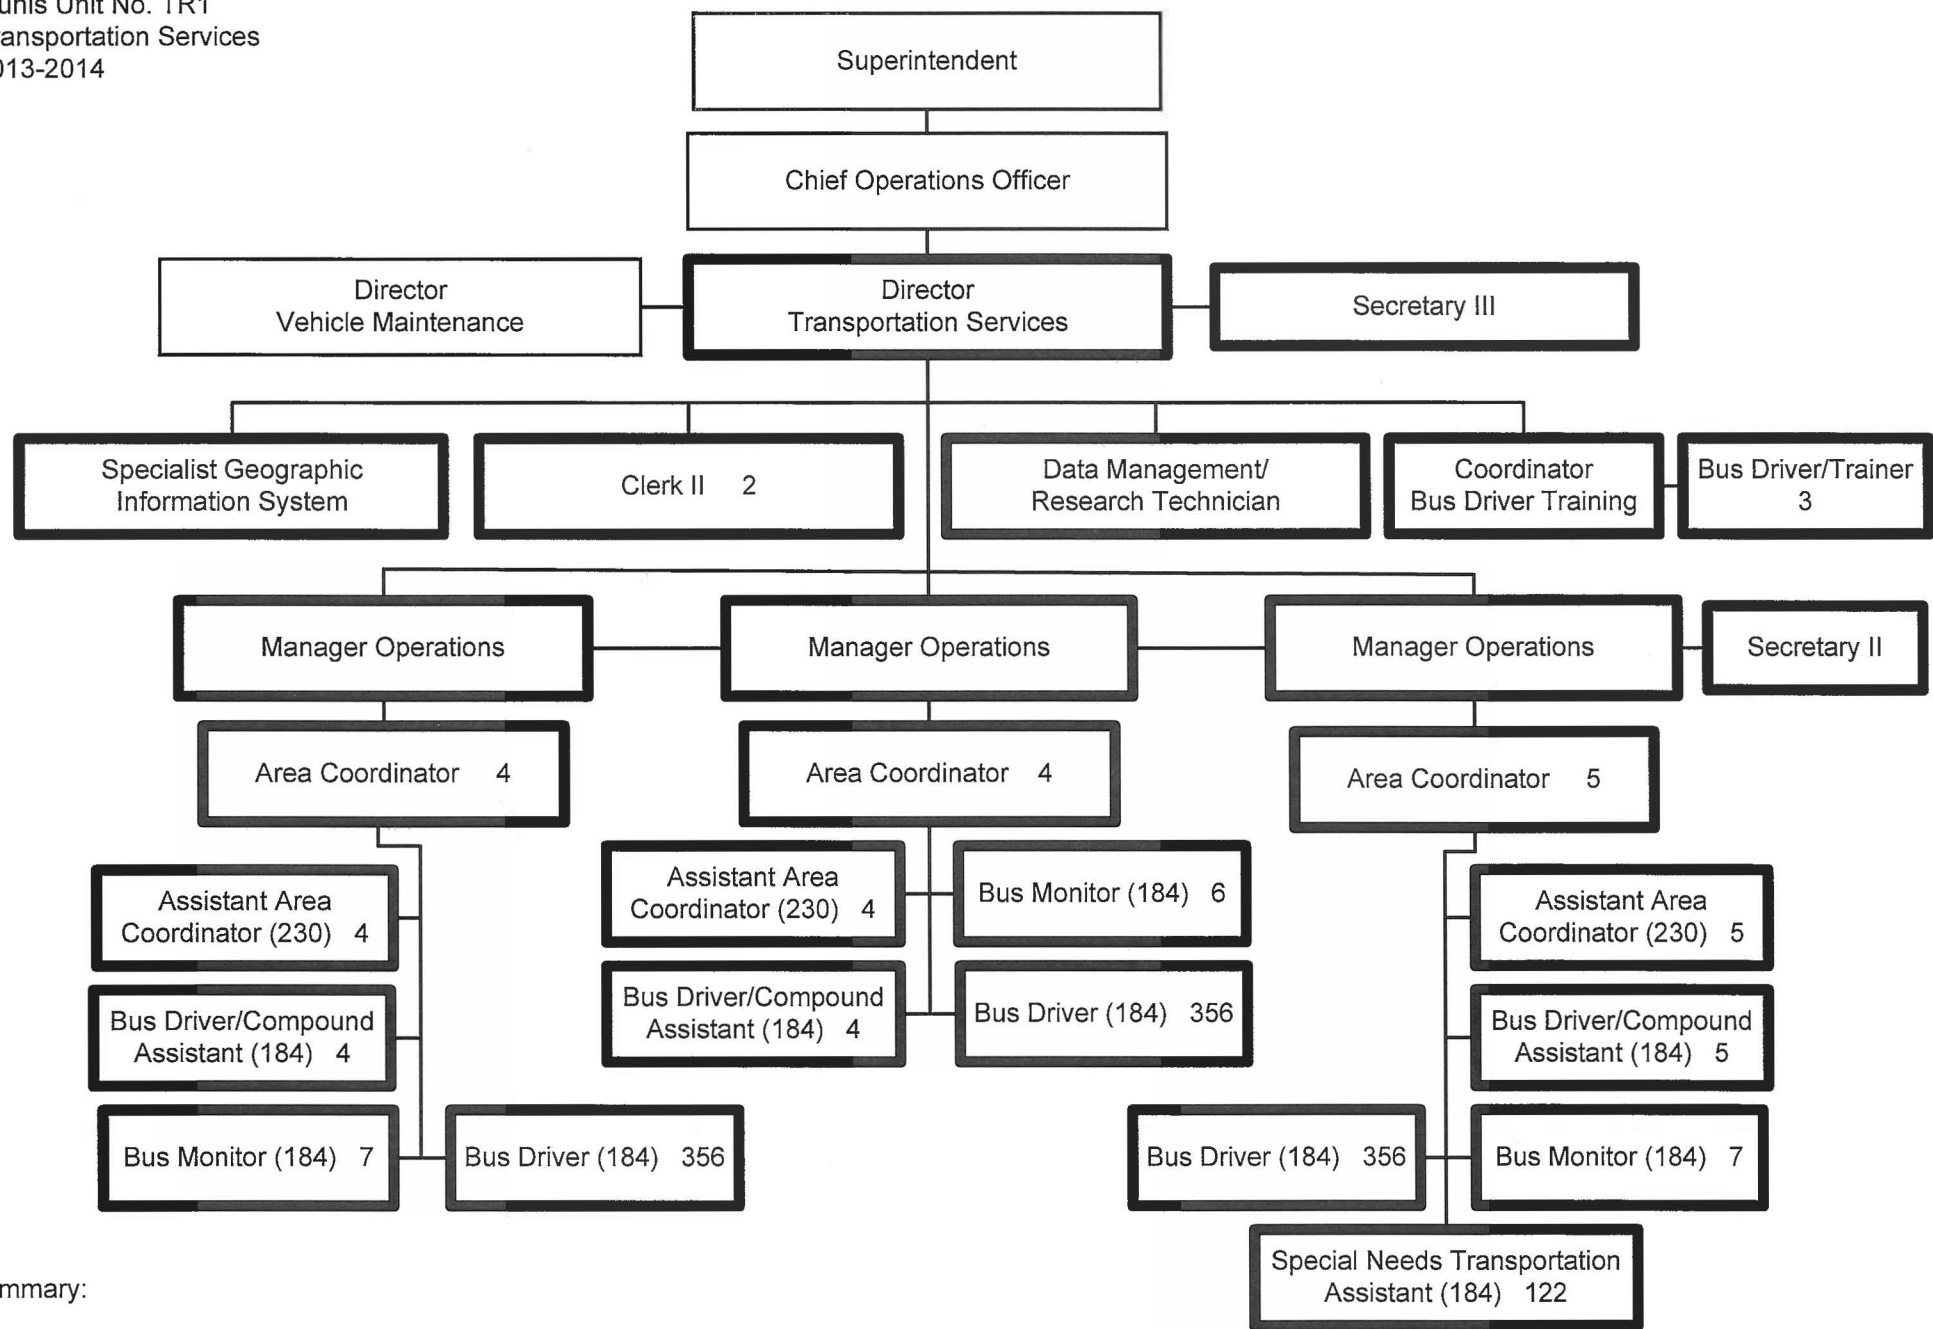 unis Unit No. TR1
ransportation Services
013-2014
Superintendent
Chief Operations Officer
Director
Vehicle Maintenance
Director
Transportation Services
Secretary III
Specialist Geographic
Information System
Clerk II 2
Data Management/
Research Technician
Coordinator
Bus Driver Training
Bus Driver/Trainer
3
Manager Operations
Manager Operations
Manager Operations
Secretary II
Area Coordinator 4
Area Coordinator 4
Area Coordinator 5
Assistant Area
Coordinator (230) 4
Bus Driver/Compound
Assistant (184) 4
Bus Monitor (184) 7
Bus Driver (184) 356
Assistant Area
Coordinator (230) 4
Bus Monitor (184) 6
Bus Driver/Compound
Assistant (184) 4
Bus Driver (184) 356
Assistant Area
Coordinator (230) 5
Bus Driver/Compound
Assistant (184) 5
Bus Driver (184) 356
Bus Monitor (184) 7
Special Needs Transportation
Assistant (184) 122
mmary: